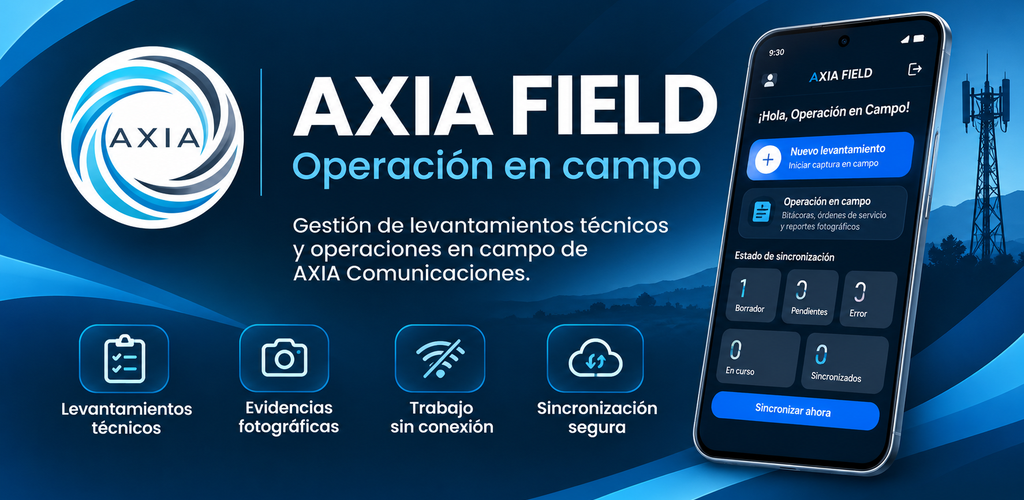 AXIA
AXIA FIELD
Operación en campo
Gestión de levantamientos técnicos
y operaciones en campo de
AXIA Comunicaciones.
Levantamientos
técnicos
Evidencias
fotográficas
Trabajo
sin conexión
Sincronización
segura
9:30
AXIA FIELD
¡Hola, Operación en Campo!
Nuevo levantamiento
Iniciar captura en campo
Operación en campo
Bitácoras, órdenes de servicio
y reportes fotográficos
Estado de sincronización
1
Borrador
Pendientes
Error
0
En curso
0
Sincronizados
Sincronizar ahora